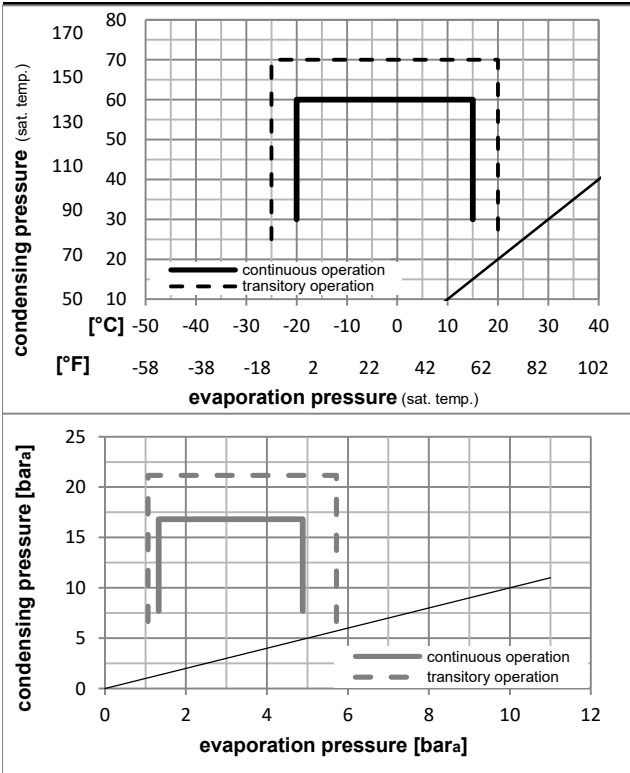 condensing pressure (sat. temp.)
170 80
70
150 60
130 50
110 40
90 30
70 20
50 10
continuous operation
transitory operation
[°C] -50 -40 -30 -20 -10 0 10 20 30 40
[°F] -58 -38 -18 2 22 42 62 82 102
evaporation pressure (sat. temp.)
condensing pressure [bara]
25
20
15
10
5
0
continuous operation
transitory operation
0 2 4 6 8 10 12
evaporation pressure [bara]